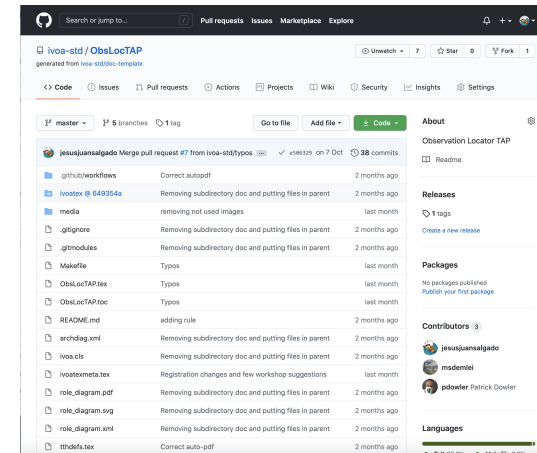 Search or jump to... /
Pull requests Issues Marketplace Explore
ivoa-std / ObsLocTAP
generated from ivoa-std/doc-template
Unwatch 7 Star 0 Fork 1
Code Issues Pull requests Actions Projects Wiki Security Insights Settings
master 5 branches 1 tag Go to file Add file Code
jesusjuansalgado Merge pull request #7 from ivoa-std/typos ... e506329 on 7 Oct 38 commits
.github/workflows Correct autopdf 2 months ago
ivoatex @ 649354a Removing subdirectory doc and putting files in parent 2 months ago
media removing not used images last month
.gitignore Removing subdirectory doc and putting files in parent 2 months ago
.gitmodules Removing subdirectory doc and putting files in parent 2 months ago
Makefile Typos last month
ObsLocTAP.tex Typos last month
ObsLocTAP.toc Typos last month
README.md adding rule 2 months ago
archdiag.xml Removing subdirectory doc and putting files in parent 2 months ago
ivoa.cls Removing subdirectory doc and putting files in parent 2 months ago
ivoatexmeta.tex Registration changes and few workshop suggestions last month
role_diagram.pdf Removing subdirectory doc and putting files in parent 2 months ago
role_diagram.svg Removing subdirectory doc and putting files in parent 2 months ago
role_diagram.xml Removing subdirectory doc and putting files in parent 2 months ago
tthdefs.tex Correct auto-pdf 2 months ago
About
Observation Locator TAP
Readme
Releases
1 tags
Create a new release
Packages
No packages published
Publish your first package
Contributors 3
jesusjuansalgado
msdemlei
pdowler Patrick Dowler
Languages